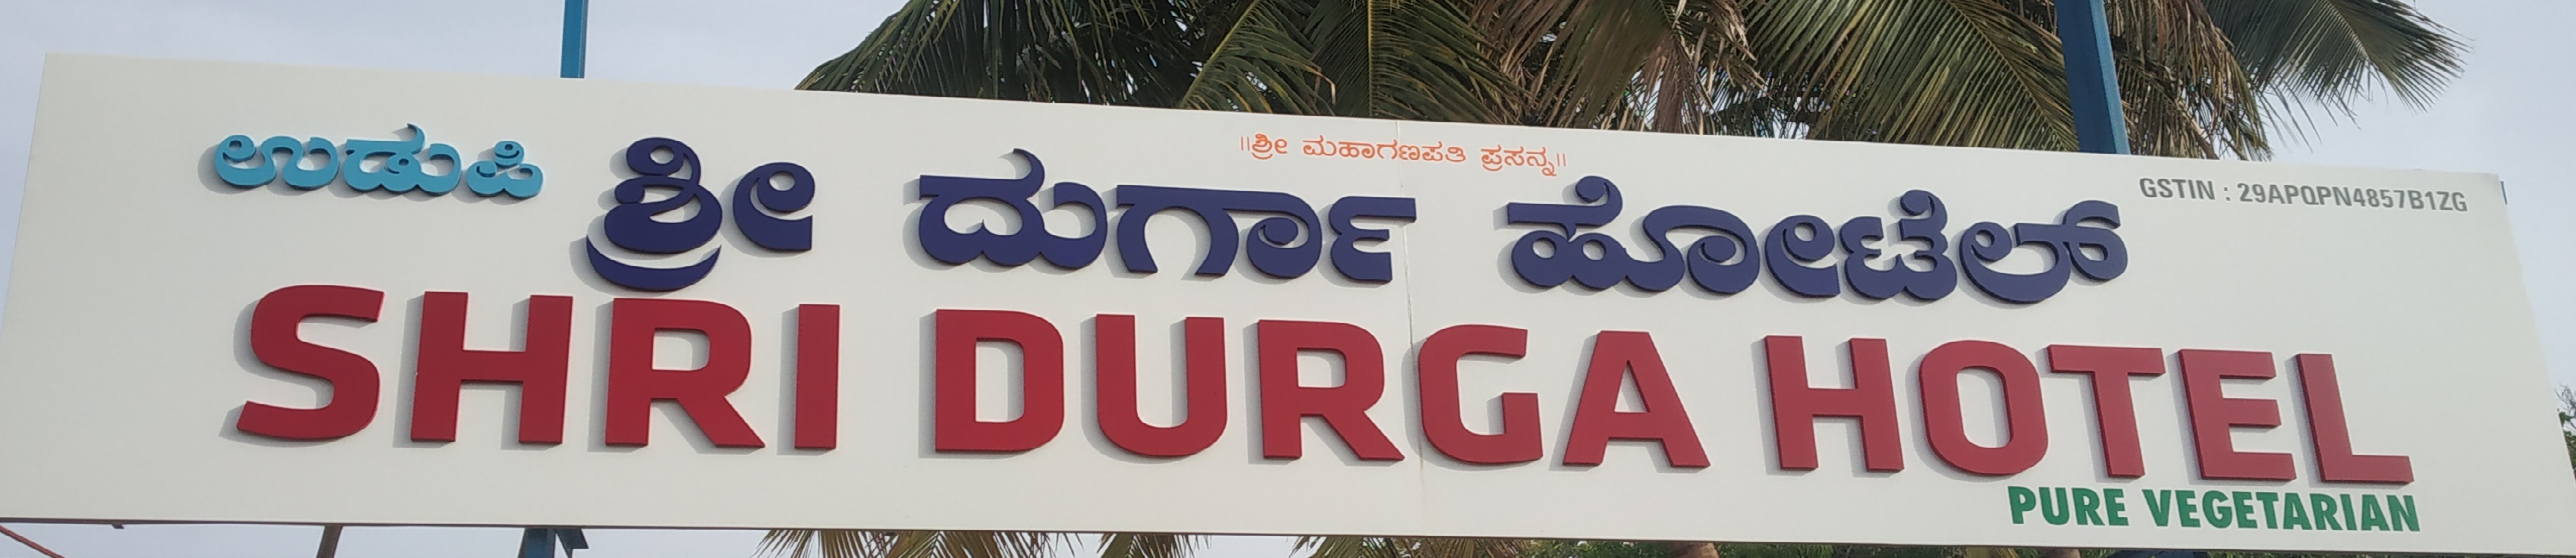 ॥ಶ್ರೀ ಮಹಾಗಣಪತಿ ಪ್ರಸನ್ನ॥
GSTIN : 29APQPN4857B1ZG
ಉಡುಪಿ ಶ್ರೀ ದುರ್ಗಾ ಹೋಟೆಲ್
SHRI DURGA HOTEL
PURE VEGETARIAN